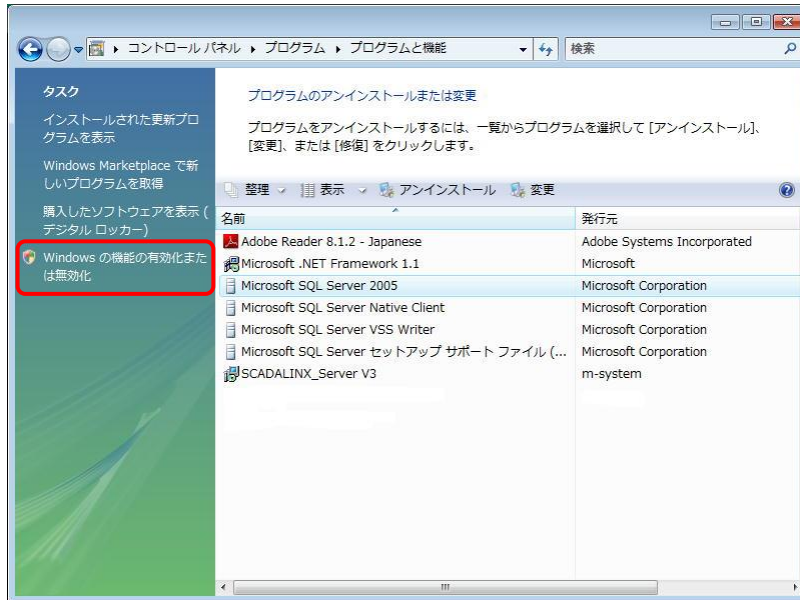 コントロール パネル ▸ プログラム ▸ プログラムと機能
検索
タスク
インストールされた更新プロ
グラムを表示
Windows Marketplace で新
しいプログラムを取得
購入したソフトウェアを表示 (
デジタル ロッカー)
Windows の機能の有効化また
は無効化
プログラムのアンインストールまたは変更
プログラムをアンインストールするには、一覧からプログラムを選択して [アンインストール]、
[変更]、または [修復] をクリックします。
整理 表示 アンインストール 変更
名前 発行元
Adobe Reader 8.1.2 - Japanese Adobe Systems Incorporated
Microsoft .NET Framework 1.1 Microsoft
Microsoft SQL Server 2005 Microsoft Corporation
Microsoft SQL Server Native Client Microsoft Corporation
Microsoft SQL Server VSS Writer Microsoft Corporation
Microsoft SQL Server セットアップ サポート ファイル (... Microsoft Corporation
SCADALINX_Server V3 m-system